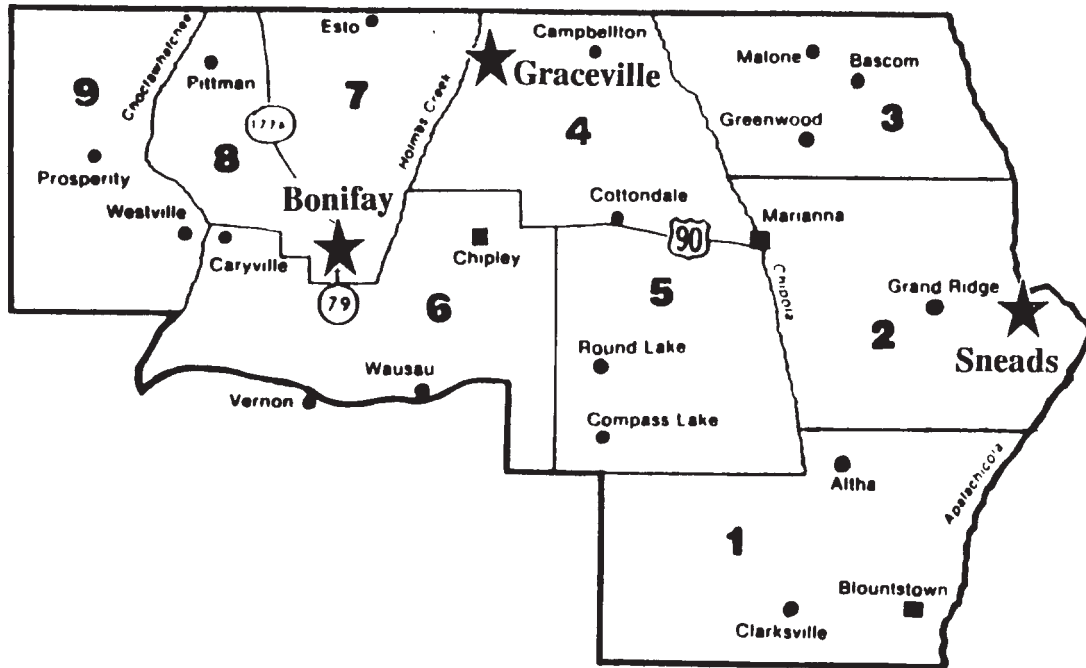 Esto
Campbellton
Malone
Bascom
Graceville
Choctawhatchee
Pittman
9
7
Holmes Creek
4
Greenwood
3
177A
8
Prosperity
Bonifay
Westville
Cottondale
Marianna
90
Caryville
Chipley
79
6
5
Chipola
Grand Ridge
2
Sneads
Round Lake
Wausau
Vernon
Compass Lake
Altha
Apalachicola
1
Blountstown
Clarksville